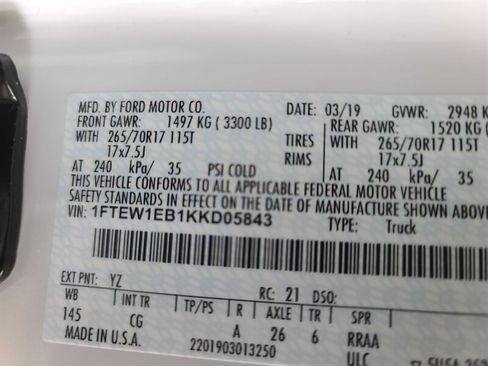 MFD. BY FORD MOTOR CO.
DATE: 03/19 GVWR: 2948 K
FRONT GAWR: 1497 KG ( 3300 LB) REAR GAWR: 1520 KG
WITH 265/70R17 115T TIRES WITH 265/70R17 115T
17x7.5J RIMS 17x7.5J
AT 240 kPa/ 35 PSI COLD AT 240 kPa/ 35
THIS VEHICLE CONFORMS TO ALL APPLICABLE FEDERAL MOTOR VEHICLE
SAFETY STANDARDS IN EFFECT ON THE DATE OF MANUFACTURE SHOWN ABOVE
VIN: 1FTEW1EB1KKD05843 TYPE: Truck
EXT PNT: YZ RC: 21 DSO:
WB INT TR TP/PS R AXLE TR SPR
145 CG A 26 6 RRAA
MADE IN U.S.A. 2201903013250 ULC